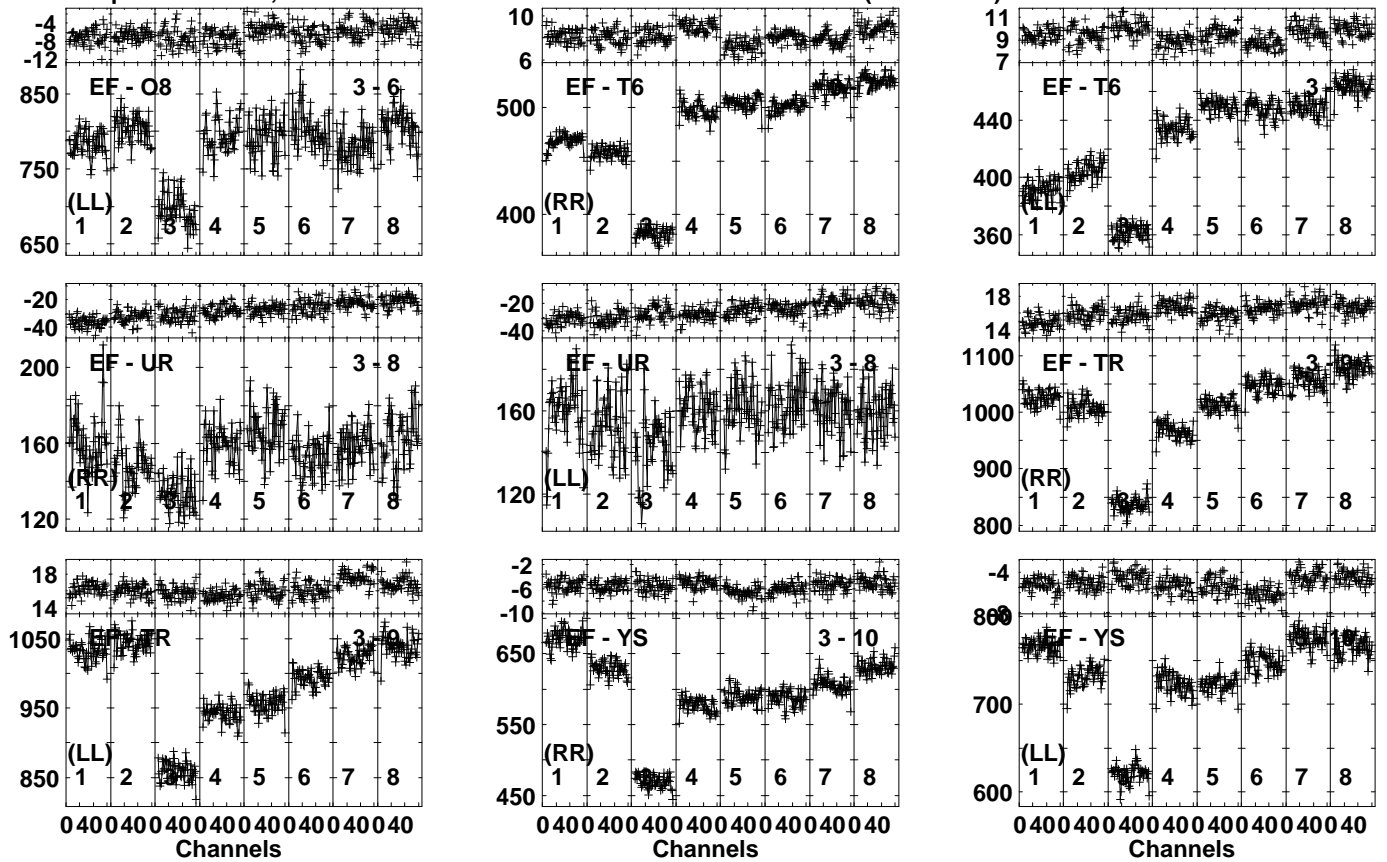 -4 10 11
-8 8 9
-12 6 7
850 EF - O8 3 - 6 500 EF - T6 440 EF - T6 3 -
750 400
(LL) 400 (RR) (LL)
650 1 2 3 4 5 6 7 8 1 2 3 4 5 6 7 8 360 1 2 3 4 5 6 7 8
-20 -20 18
-40 -40 14
200 EF - UR 3 - 8 EF - UR 3 - 8 1100 EF - TR 3 - 9
160 160 1000
(RR) (LL) 900 (RR)
120 1 2 3 4 5 6 7 8 120 1 2 3 4 5 6 7 8 800 1 2 3 4 5 6 7 8
18 -2 -4
14 -6 -8
-10 800
1050 EF - TR 3 - 9 650 EF - YS 3 - 10 EF - YS 3 - 10
950 550 700
(LL) (RR) (LL)
850 1 2 3 4 5 6 7 8 450 1 2 3 4 5 6 7 8 600 1 2 3 4 5 6 7 8
0 40 0 40 0 40 0 40 0 40 0 40 0 40 0 40 0 40 0 40 0 40 0 40 0 40 0 40 0 40 0 40 0 40 0 40 0 40 0 40 0 40 0 40 0 40 0 40
Channels Channels Channels